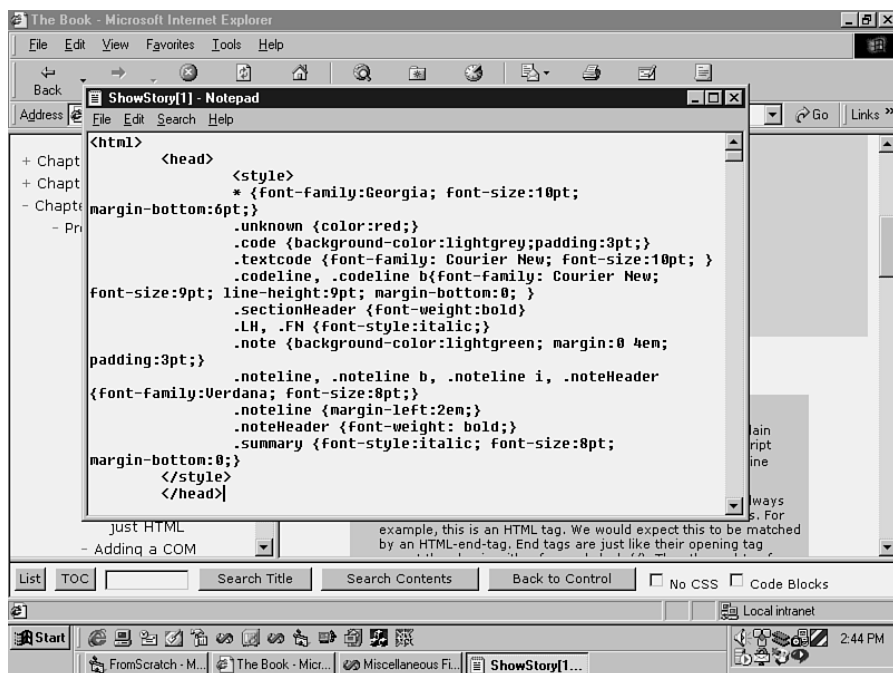 The Book - Microsoft Internet Explorer
File Edit View Favorites Tools Help
Back
Address
Go
Links »
ShowStory[1] - Notepad
File Edit Search Help
<html>
<head>
<style>
* {font-family:Georgia; font-size:10pt;
margin-bottom:6pt;}
.unknown {color:red;}
.code {background-color:lightgrey;padding:3pt;}
.textcode {font-family: Courier New; font-size:10pt; }
.codeline, .codeline b{font-family: Courier New;
font-size:9pt; line-height:9pt; margin-bottom:0; }
.sectionHeader {font-weight:bold}
.LH, .FN {font-style:italic;}
.note {background-color:lightgreen; margin:0 4em;
padding:3pt;}
.noteline, .noteline b, .noteline i, .noteHeader
{font-family:Verdana; font-size:8pt;}
.noteline {margin-left:2em;}
.noteHeader {font-weight: bold;}
.summary {font-style:italic; font-size:8pt;
margin-bottom:0;}
</style>
</head>
+ Chapt
+ Chapt
- Chapte
- Pr
just HTML
- Adding a COM
lain
ript
ine
lways
s. For
example, this is an HTML tag. We would expect this to be matched
by an HTML-end-tag. End tags are just like their opening tag
List TOC Search Title Search Contents Back to Control No CSS Code Blocks
Local intranet
Start 2:44 PM
FromScratch - M... The Book - Micr... Miscellaneous Fi... ShowStory[1...